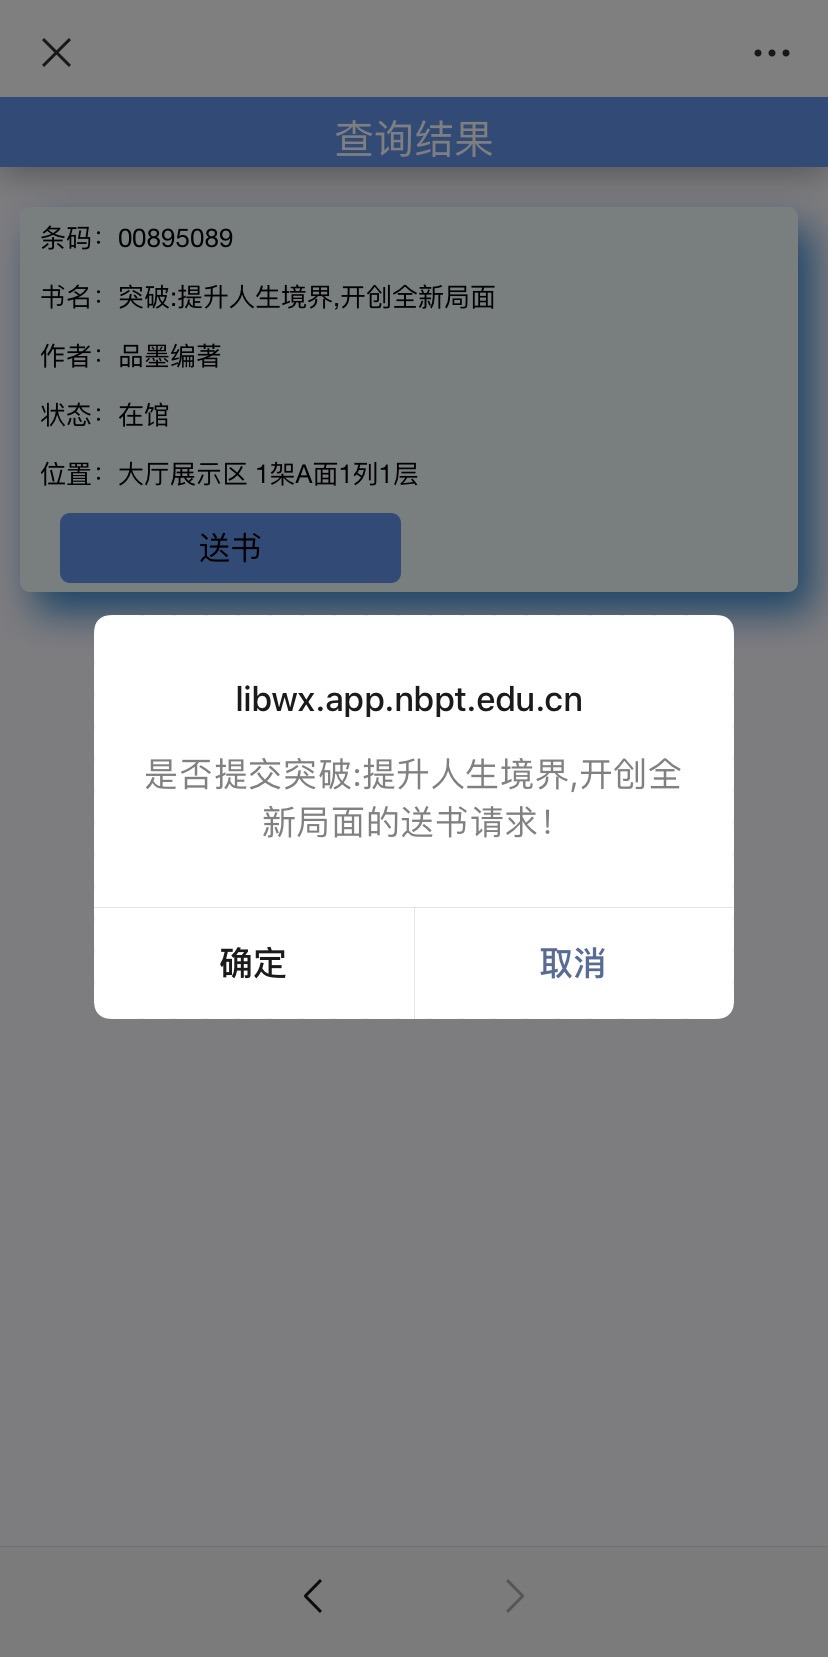 查询结果
条码：00895089
书名：突破:提升人生境界,开创全新局面
作者：品墨编著
状态：在馆
位置：大厅展示区 1架A面1列1层
送书
libwx.app.nbpt.edu.cn
是否提交突破:提升人生境界,开创全
新局面的送书请求！
确定
取消